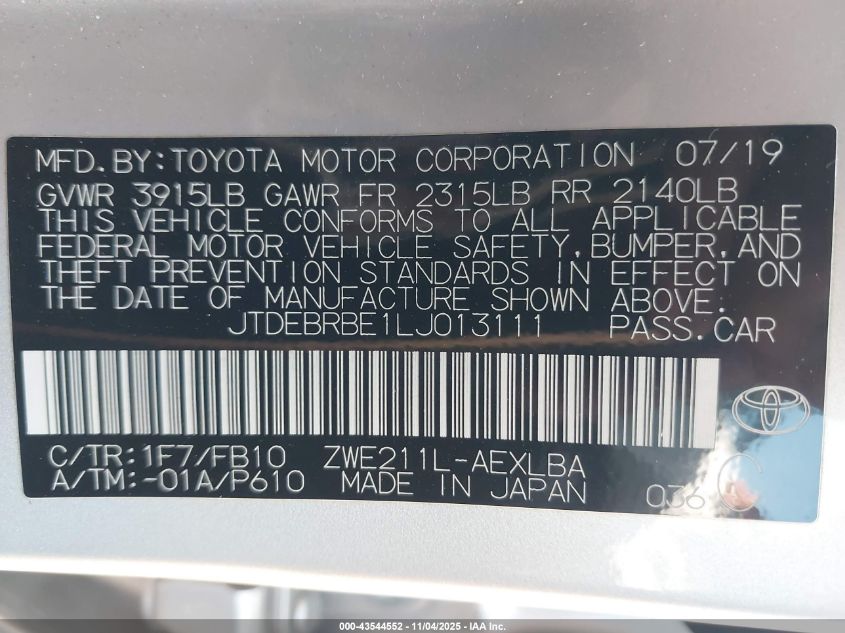 MFD.BY:TOYOTA MOTOR CORPORATION 07/19
GVWR 3915LB GAWR FR 2315LB RR 2140LB
THIS VEHICLE CONFORMS TO ALL APPLICABLE
FEDERAL MOTOR VEHICLE SAFETY,BUMPER,AND
THEFT PREVENTION STANDARDS IN EFFECT ON
THE DATE OF MANUFACTURE SHOWN ABOVE.
JTDEBRBE1LJ013111 PASS.CAR
C/TR:1F7/FB10 ZWE211L-AEXLBA
A/TM:-01A/P610 MADE IN JAPAN 036 C
000-43544552 — 11/04/2025 — IAA Inc.